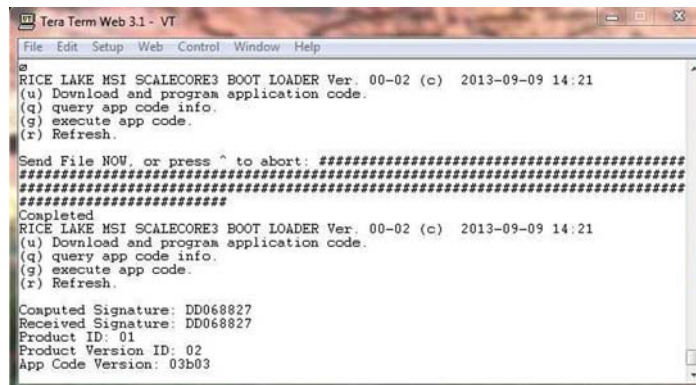 Tera Term Web 3.1 - VT
File Edit Setup Web Control Window Help
ø
RICE LAKE MSI SCALECORE3 BOOT LOADER Ver. 00-02 (c) 2013-09-09 14:21
(u) Download and program application code.
(q) query app code info.
(g) execute app code.
(r) Refresh.
Send File NOW, or press ^ to abort: #############################################
#################################################################################
#################################################################################
#########################
Completed
RICE LAKE MSI SCALECORE3 BOOT LOADER Ver. 00-02 (c) 2013-09-09 14:21
(u) Download and program application code.
(q) query app code info.
(g) execute app code.
(r) Refresh.
Computed Signature: DD068827
Received Signature: DD068827
Product ID: 01
Product Version ID: 02
App Code Version: 03b03